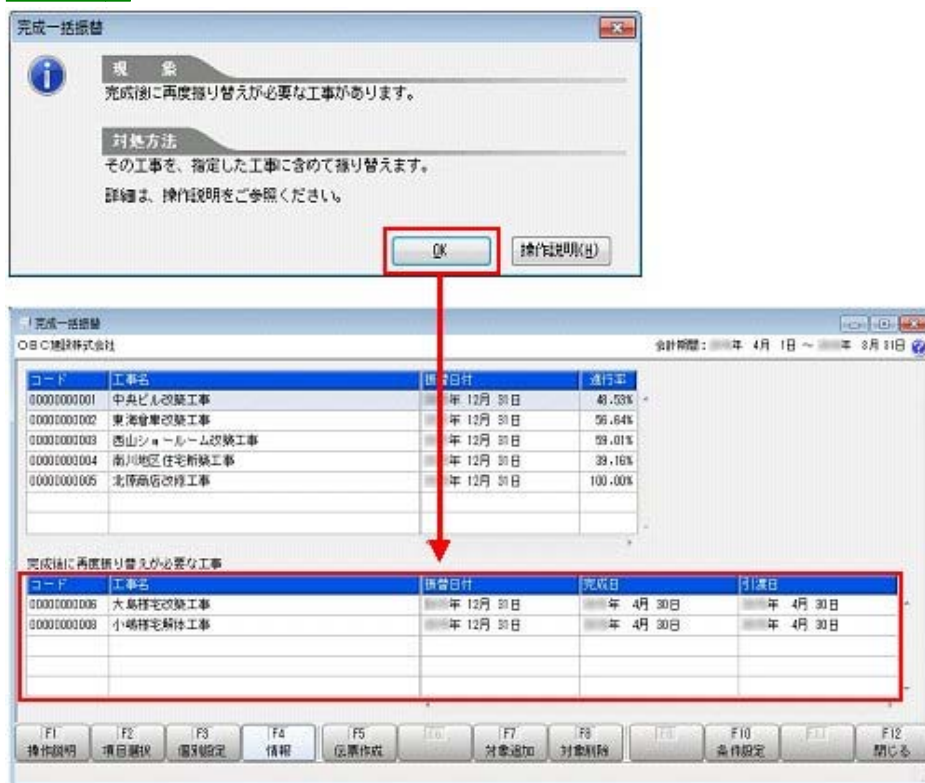 完成一括振替
現 象
完成後に再度振り替えが必要な工事があります。
対処方法
その工事を、指定した工事に含めて振り替えます。
詳細は、操作説明をご参照ください。
OK 操作説明(H)
完成一括振替
OBC建設株式会社 会計期間: 年 4月 1日 ~ 年 3月 31日
コード 工事名 振替日付 進行率
00000000001 中央ビル改築工事 年 12月 31日 48.53%
00000000002 東海倉庫改築工事 年 12月 31日 56.64%
00000000003 西山ショールーム改築工事 年 12月 31日 59.01%
00000000004 南川地区住宅新築工事 年 12月 31日 39.16%
00000000005 北原商店改修工事 年 12月 31日 100.00%
完成後に再度振り替えが必要な工事
コード 工事名 振替日付 完成日 引渡日
00000000006 大島様宅改築工事 年 12月 31日 年 4月 30日 年 4月 30日
00000000008 小嶋様宅解体工事 年 12月 31日 年 4月 30日 年 4月 30日
F1 F2 F3 F4 F5 F6 F7 F8 F9 F10 F11 F12
操作説明 項目選択 個別設定 情報 伝票作成 対象追加 対象削除 条件設定 閉じる